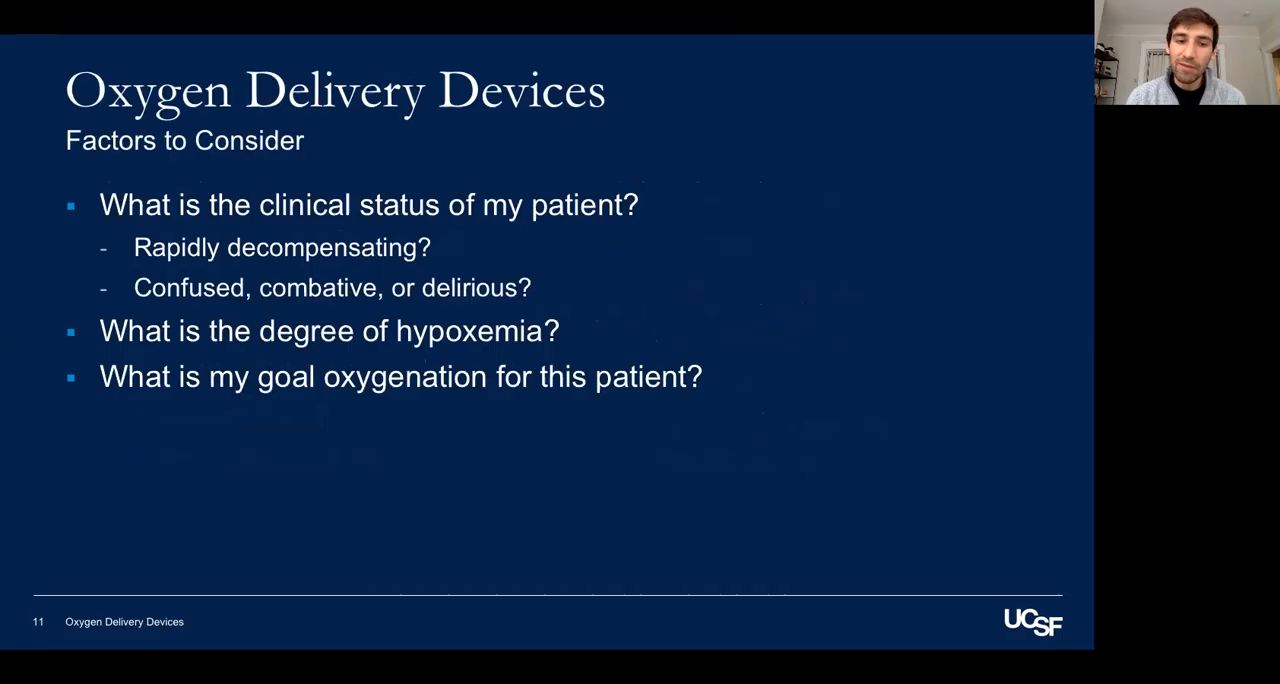 Oxygen Delivery Devices
Factors to Consider
▪ What is the clinical status of my patient?
- Rapidly decompensating?
- Confused, combative, or delirious?
▪ What is the degree of hypoxemia?
▪ What is my goal oxygenation for this patient?
11 Oxygen Delivery Devices
UCSF